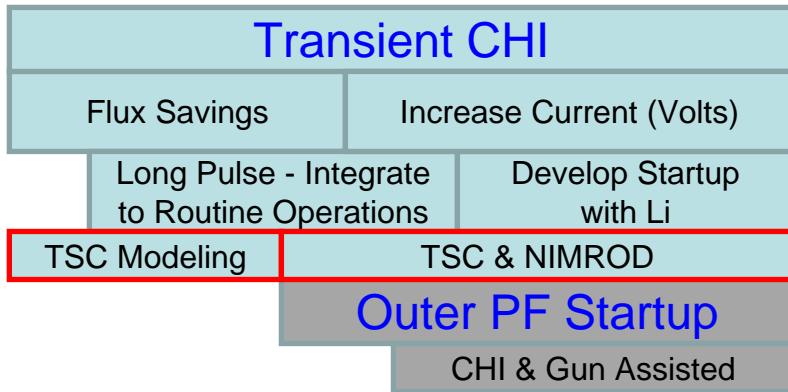 Transient CHI
Flux Savings
Increase Current (Volts)
Long Pulse - Integrate
to Routine Operations
Develop Startup
with Li
TSC Modeling
TSC & NIMROD
Outer PF Startup
CHI & Gun Assisted